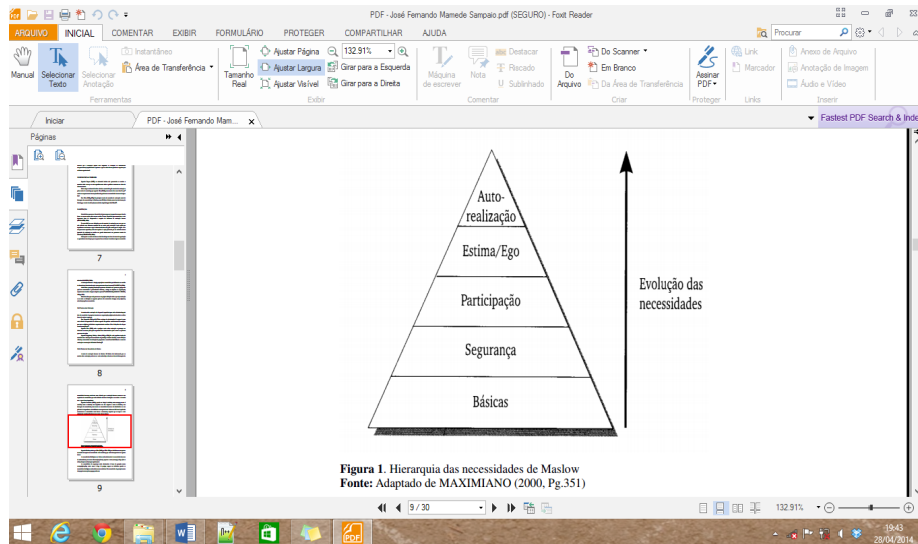 PDF - José Fernando Mamede Sampaio.pdf (SEGURO) - Foxit Reader
ARQUIVO INICIAL COMENTAR EXIBIR FORMULÁRIO PROTEGER COMPARTILHAR AJUDA
Procurar
Manual
Selecionar Texto
Selecionar Anotação
Instantâneo
Área de Transferência
Ferramentas
Tamanho Real
Ajustar Página
Ajustar Largura
Ajustar Visível
132.91%
Girar para a Esquerda
Girar para a Direita
Exibir
Máquina de escrever
Nota
Destacar
Recado
Sublinhado
Comentar
Do Arquivo
Do Scanner
Em Branco
Da Área de Transferência
Criar
Assinar PDF
Proteger
Link
Marcador
Links
Anexo de Arquivo
Anotação de Imagem
Áudio e Vídeo
Inserir
Iniciar
PDF - José Fernando Mam...
Fastest PDF Search & Inde
Páginas
7
8
9
Auto-
realização
Estima/Ego
Participação
Segurança
Básicas
Evolução das
necessidades
Figura 1. Hierarquia das necessidades de Maslow
Fonte: Adaptado de MAXIMIANO (2000, Pg.351)
9 / 30
132.91%
19:43
28/04/2014